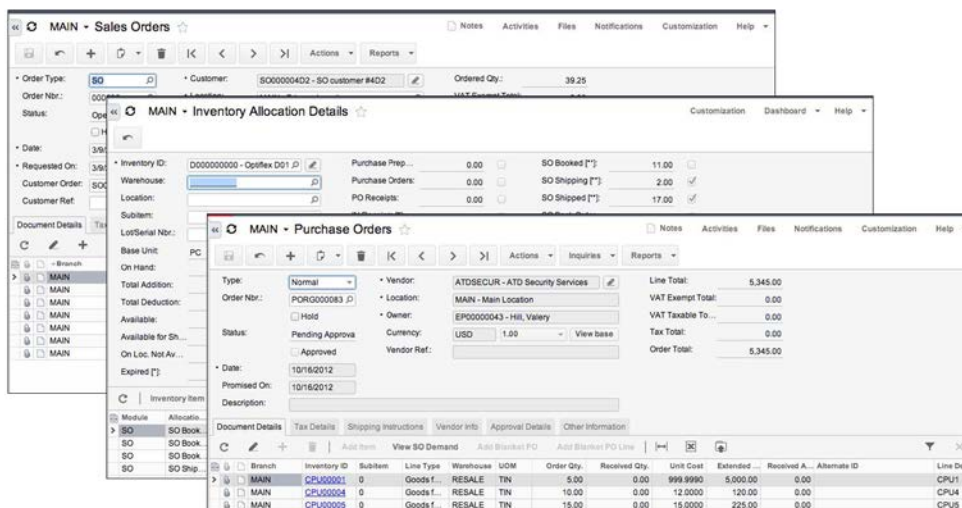 MAIN - Sales Orders
Notes Activities Files Notifications Customization Help
Actions Reports
Order Type: SO Customer: SO000004D2 - SO customer #4D2 Ordered Qty.: 39.25
Order Nbr.:
Status:
Date:
Requested On:
Customer Order:
Customer Ref.
Document Details
Branch
MAIN
MAIN
MAIN
MAIN
MAIN
MAIN
MAIN
MAIN - Inventory Allocation Details
Customization Dashboard Help
Inventory ID: D000000000 - Optiflex D01 Purchase Prep... 0.00 SO Booked [**]: 11.00
Warehouse: Purchase Orders: 0.00 SO Shipping [**]: 2.00
Location: PO Receipts: 0.00 SO Shipped [**]: 17.00
Subitem:
Lot/Serial Nbr.:
Base Unit: PC
On Hand:
Total Addition:
Total Deduction:
Available:
Available for Sh...
On Loc. Not Av...
Expired [*]:
Inventory Item
Module Allocatio...
SO SO Book...
SO SO Book...
SO SO Book...
SO SO Ship...
MAIN - Purchase Orders
Notes Activities Files Notifications Customization Help
Actions Inquiries Reports
Type: Normal Vendor: ATDSECUR - ATD Security Services Line Total: 5,345.00
Order Nbr.: PORG000083 Location: MAIN - Main Location VAT Exempt Total: 0.00
Hold Owner: EP00000043 - Hill, Valery VAT Taxable To... 0.00
Status: Pending Approva Currency: USD 1.00 View base Tax Total: 0.00
Approved Vendor Ref.: Order Total: 5,345.00
Date: 10/16/2012
Promised On: 10/16/2012
Description:
Document Details Tax Details Shipping Instructions Vendor Info Approval Details Other Information
Add Item View SO Demand Add Blanket PO Add Blanket PO Line
Branch Inventory ID Subitem Line Type Warehouse UOM Order Qty. Received Qty. Unit Cost Extended ... Received A... Alternate ID Line De
MAIN CPU00001 0 Goods f... RESALE TIN 5.00 0.00 999.9990 5,000.00 0.00 CPU1
MAIN CPU00004 0 Goods f... RESALE TIN 10.00 0.00 12.0000 120.00 0.00 CPU4
MAIN CPU00005 0 Goods f... RESALE TIN 15.00 0.00 15.0000 225.00 0.00 CPU5